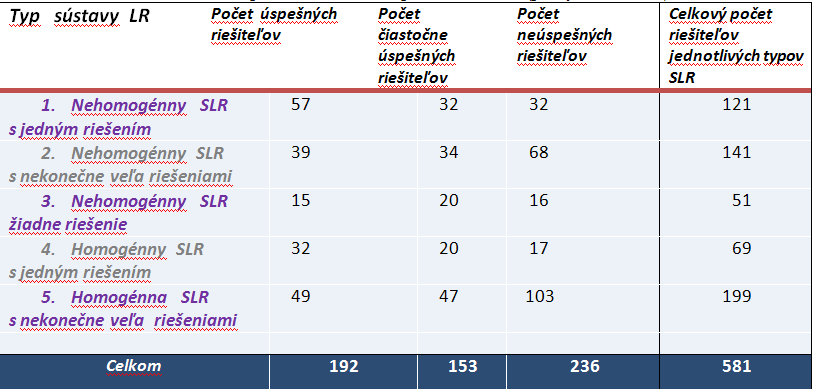 Typ sústavy LR
Počet úspešných
riešiteľov
Počet
čiastočne
úspešných
riešiteľov
Počet
neúspešných
riešiteľov
Celkový počet
riešiteľov
jednotlivých typov
SLR
1. Nehomogénny SLR
s jedným riešením
57 32 32 121
2. Nehomogénny SLR
s nekonečne veľa riešeniami
39 34 68 141
3. Nehomogénny SLR
žiadne riešenie
15 20 16 51
4. Homogénny SLR
s jedným riešením
32 20 17 69
5. Homogénna SLR
s nekonečne veľa riešeniami
49 47 103 199
Celkom 192 153 236 581